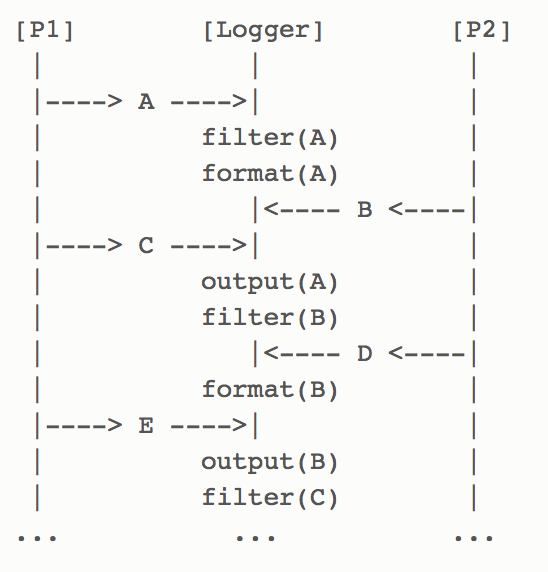 [P1]        [Logger]        [P2]
 |             |             |
 |----> A ---->|             |
 |          filter(A)        |
 |          format(A)        |
 |             |<---- B <----|
 |----> C ---->|             |
 |          output(A)        |
 |          filter(B)        |
 |             |<---- D <----|
 |          format(B)        |
 |----> E ---->|             |
 |          output(B)        |
 |          filter(C)        |
...           ...           ...